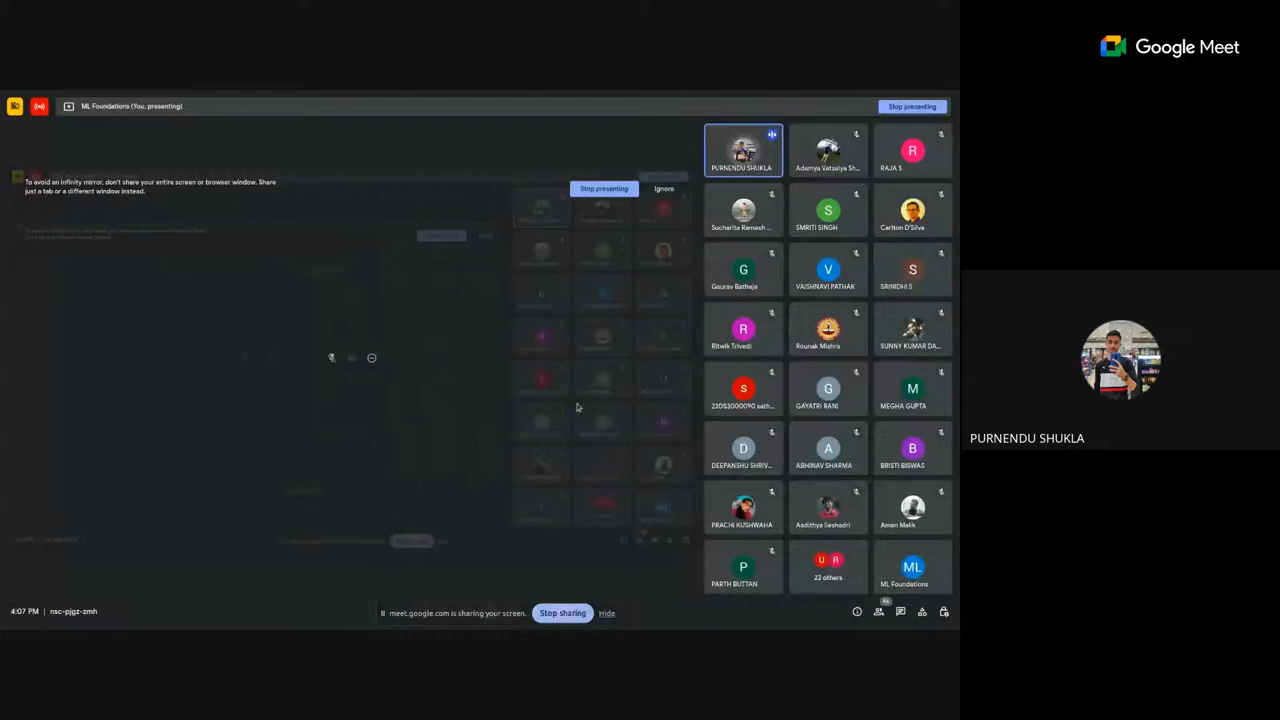 Google Meet
ML Foundations (You, presenting)
Stop presenting
To avoid an infinity mirror, don't share your entire screen or browser window. Share
just a tab or a different window instead.
Stop presenting
Ignore
PURNENDU SHUKLA
Adamya Vatsalya Sh...
R
RAJA S
Sucharita Ramesh ...
S
SMRITI SINGH
Carlton D'Silva
G
Gaurav Batheja
V
VAISHNAVI PATHAK
S
SRINIDHI S
R
Ritwik Trivedi
Rounak Mishra
SUNNY KUMAR DA...
S
23DS3000090 sath...
G
GAYATRI RANI
M
MEGHA GUPTA
D
DEEPANSHU SHRIV...
A
ABHINAV SHARMA
B
BRISTI BISWAS
PRACHI KUSHWAHA
Aadithya Seshadri
Aman Malik
P
PARTH BUTTAN
U R
22 others
ML
ML Foundations
PURNENDU SHUKLA
4:07 PM | nsc-pjgz-zmh
meet.google.com is sharing your screen.
Stop sharing
Hide
46